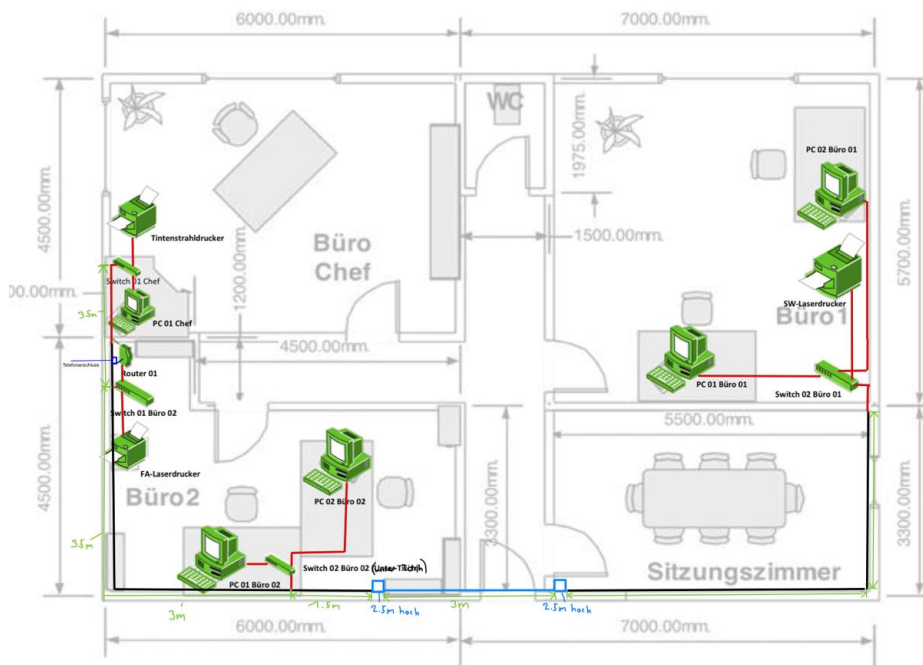 6000.00mm.
7000.00mm.
WC
1975.00mm.
PC 02 Büro 01
4500.00mm.
Tintenstrahldrucker
Büro
Chef
1200.00mm.
1500.00mm.
5700.00mm.
Switch 01 Chef
00.00mm.
3.5m
PC 01 Chef
SW-Laserdrucker
Büro1
4500.00mm.
Telefonanschluss
Router 01
PC 01 Büro 01
Switch 02 Büro 01
Switch 01 Büro 02
5500.00mm.
4500.00mm.
FA-Laserdrucker
Büro2
PC 02 Büro 02
3300.00mm.
3300.00mm.
3.5m
Switch 02 Büro 02 (Unter Tisch)
PC 01 Büro 02
Sitzungszimmer
3m
1.5m
2.5m hoch
3m
2.5m hoch
6000.00mm.
7000.00mm.